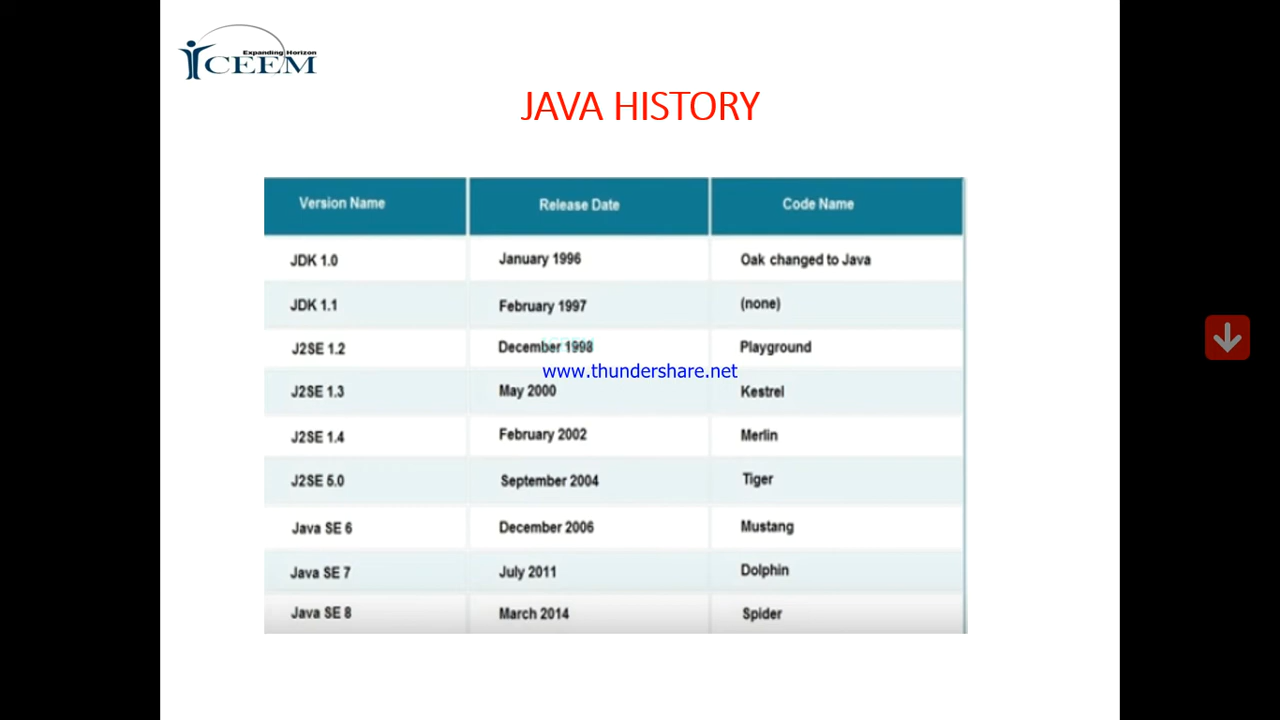 Expanding Horizon
ICEEM
JAVA HISTORY
Version Name Release Date Code Name
JDK 1.0 January 1996 Oak changed to Java
JDK 1.1 February 1997 (none)
J2SE 1.2 December 1998 Playground
www.thundershare.net
J2SE 1.3 May 2000 Kestrel
J2SE 1.4 February 2002 Merlin
J2SE 5.0 September 2004 Tiger
Java SE 6 December 2006 Mustang
Java SE 7 July 2011 Dolphin
Java SE 8 March 2014 Spider